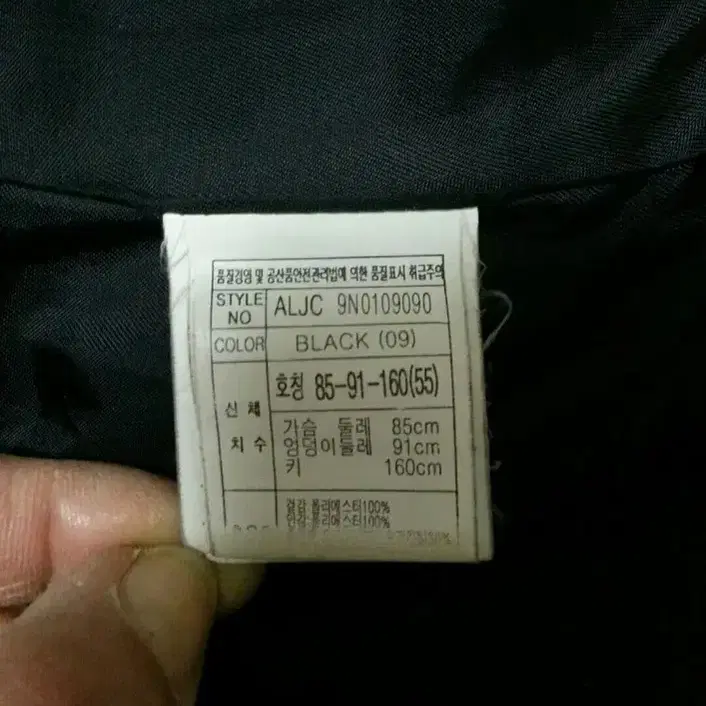 품질경영 및 공산품안전관리법에 의한 품질표시 취급주의
STYLE NO ALJC 9N0109090
COLOR BLACK (09)
신체 치수
호칭 85-91-160(55)
가슴 둘레 85cm
엉덩이둘레 91cm
키 160cm
겉감 폴리에스터100%
안감 폴리에스터100%